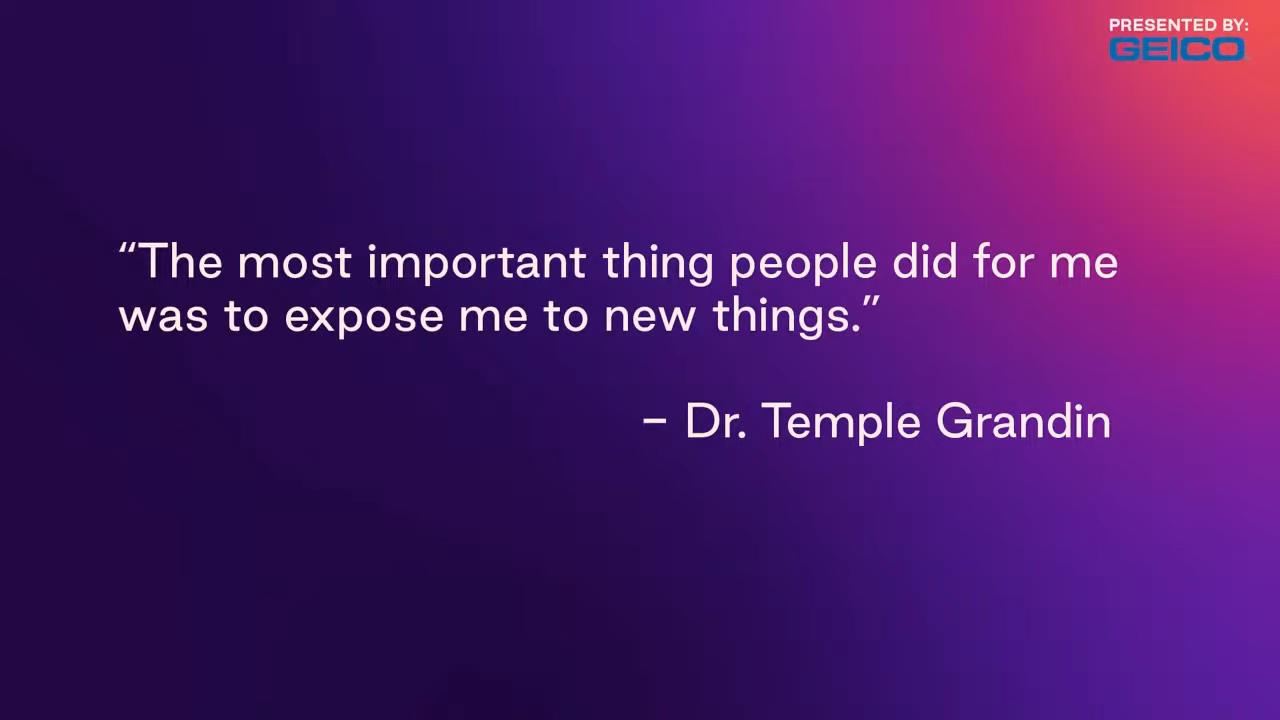 PRESENTED BY:
GEICO
“The most important thing people did for me
was to expose me to new things.”
– Dr. Temple Grandin